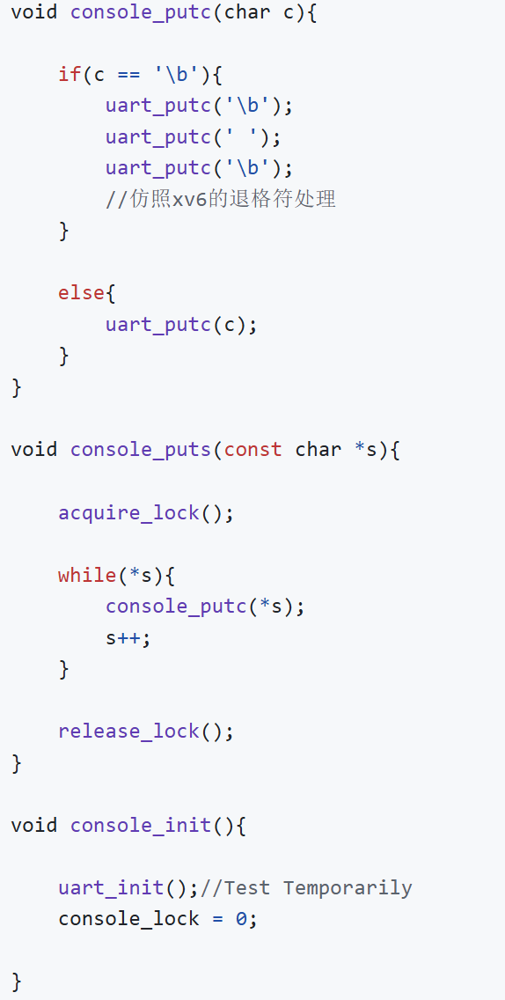 void console_putc(char c){
    if(c == '\b'){
        uart_putc('\b');
        uart_putc(' ');
        uart_putc('\b');
        //仿照xv6的退格符处理
    }
    else{
        uart_putc(c);
    }
}
void console_puts(const char *s){
    acquire_lock();
    while(*s){
        console_putc(*s);
        s++;
    }
    release_lock();
}
void console_init(){
    uart_init();//Test Temporarily
    console_lock = 0;
}